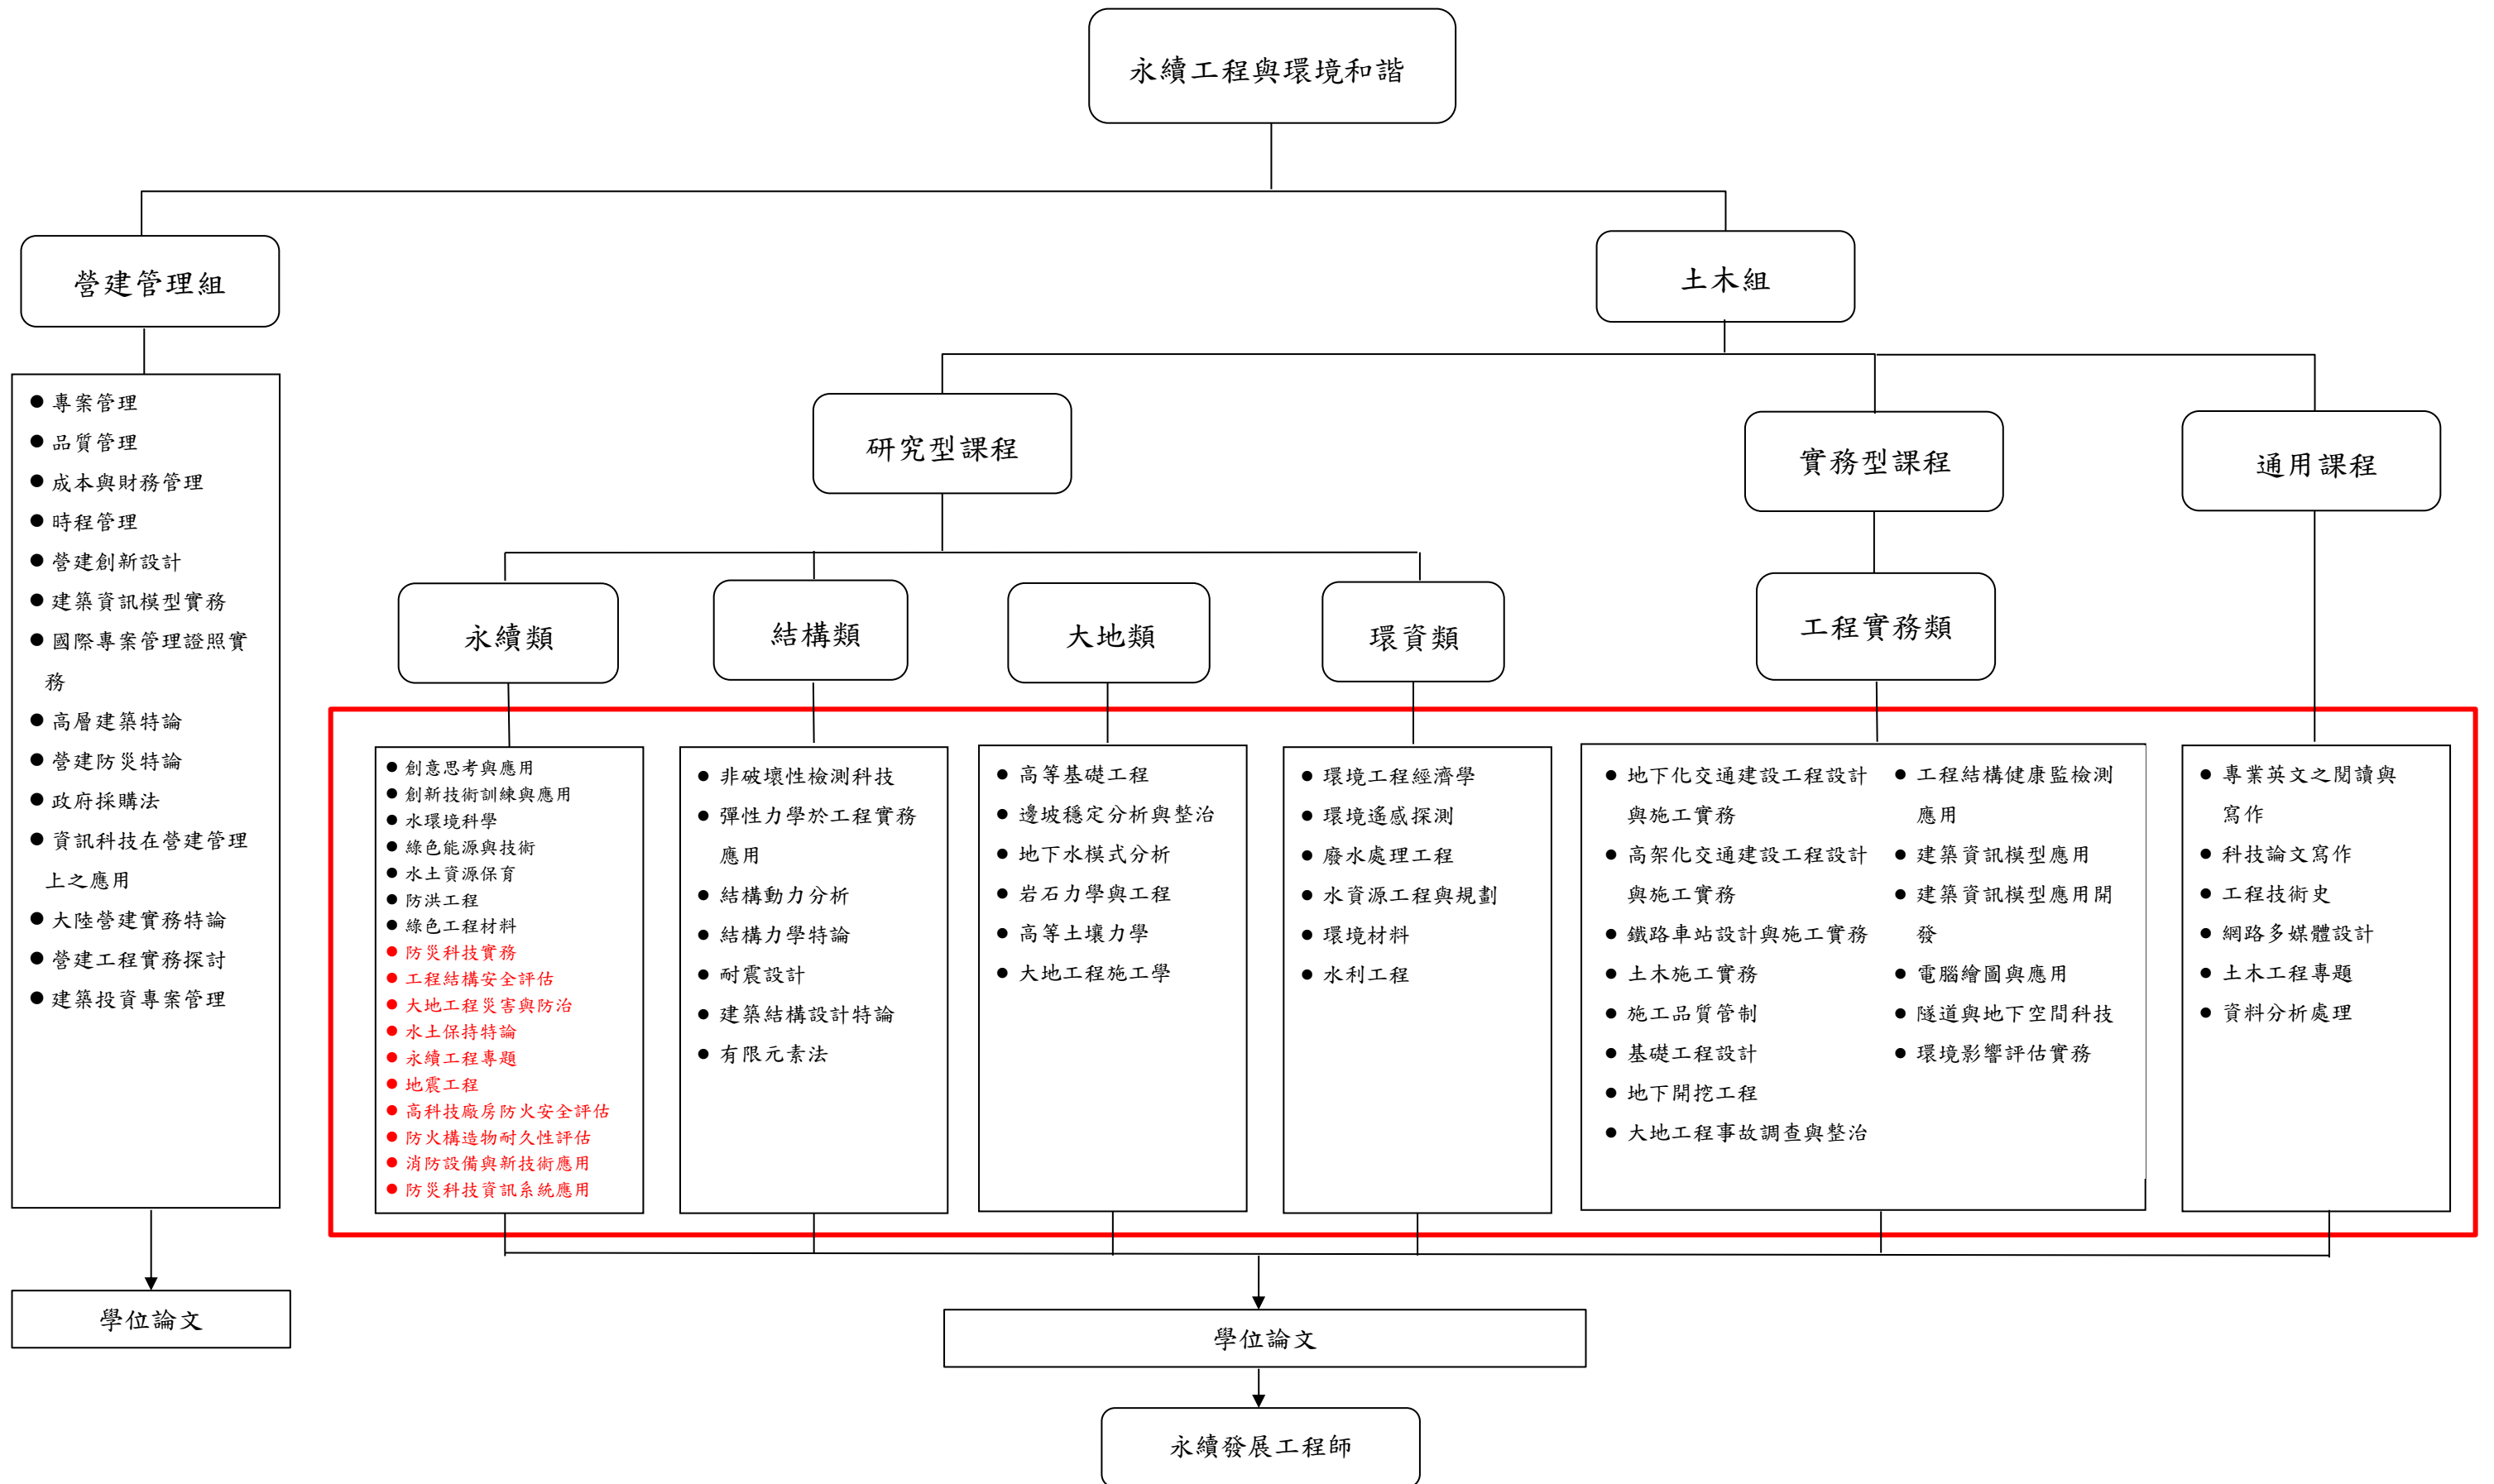 永續工程與環境和諧
營建管理組
土木組
研究型課程
實務型課程
通用課程
永續類
結構類
大地類
環資類
工程實務類
● 專案管理
● 品質管理
● 成本與財務管理
● 時程管理
● 營建創新設計
● 建築資訊模型實務
● 國際專案管理證照實
務
● 高層建築特論
● 營建防災特論
● 政府採購法
● 資訊科技在營建管理
上之應用
● 大陸營建實務特論
● 營建工程實務探討
● 建築投資專案管理
● 創意思考與應用
● 創新技術訓練與應用
● 水環境科學
● 綠色能源與技術
● 水土資源保育
● 防洪工程
● 綠色工程材料
● 防災科技實務
● 工程結構安全評估
● 大地工程災害與防治
● 水土保持特論
● 永續工程專題
● 地震工程
● 高科技廠房防火安全評估
● 防火構造物耐久性評估
● 消防設備與新技術應用
● 防災科技資訊系統應用
● 非破壞性檢測科技
● 彈性力學於工程實務
應用
● 結構動力分析
● 結構力學特論
● 耐震設計
● 建築結構設計特論
● 有限元素法
● 高等基礎工程
● 邊坡穩定分析與整治
● 地下水模式分析
● 岩石力學與工程
● 高等土壤力學
● 大地工程施工學
● 環境工程經濟學
● 環境遙感探測
● 廢水處理工程
● 水資源工程與規劃
● 環境材料
● 水利工程
● 地下化交通建設工程設計
與施工實務
● 高架化交通建設工程設計
與施工實務
● 鐵路車站設計與施工實務
● 土木施工實務
● 施工品質管制
● 基礎工程設計
● 地下開挖工程
● 大地工程事故調查與整治
● 工程結構健康監檢測
應用
● 建築資訊模型應用
● 建築資訊模型應用開
發
● 電腦繪圖與應用
● 隧道與地下空間科技
● 環境影響評估實務
● 專業英文之閱讀與
寫作
● 科技論文寫作
● 工程技術史
● 網路多媒體設計
● 土木工程專題
● 資料分析處理
學位論文
學位論文
永續發展工程師